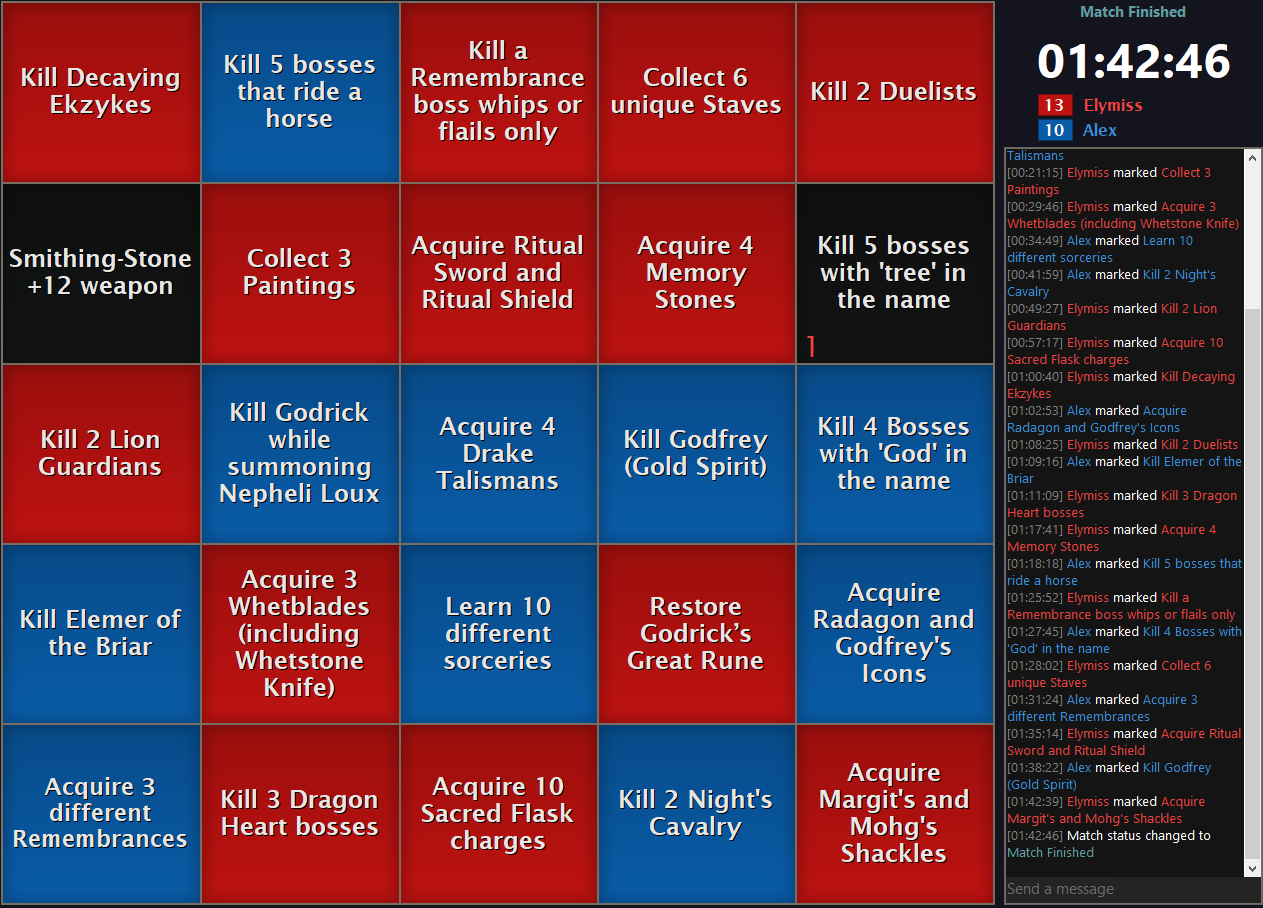 Kill Decaying
Ekzykes
Kill 5 bosses
that ride a
horse
Kill a
Remembrance
boss whips or
flails only
Collect 6
unique Staves
Kill 2 Duelists
Smithing-Stone
+12 weapon
Collect 3
Paintings
Acquire Ritual
Sword and
Ritual Shield
Acquire 4
Memory
Stones
Kill 5 bosses
with 'tree' in
the name
1
Kill 2 Lion
Guardians
Kill Godrick
while
summoning
Nepheli Loux
Acquire 4
Drake
Talismans
Kill Godfrey
(Gold Spirit)
Kill 4 Bosses
with 'God' in
the name
Kill Elemer of
the Briar
Acquire 3
Whetblades
(including
Whetstone
Knife)
Learn 10
different
sorceries
Restore
Godrick’s
Great Rune
Acquire
Radagon and
Godfrey's
Icons
Acquire 3
different
Remembrances
Kill 3 Dragon
Heart bosses
Acquire 10
Sacred Flask
charges
Kill 2 Night's
Cavalry
Acquire
Margit's and
Mohg's
Shackles
Match Finished
01:42:46
13 Elymiss
10 Alex
Talismans
[00:21:15] Elymiss marked Collect 3
Paintings
[00:29:46] Elymiss marked Acquire 3
Whetblades (including Whetstone Knife)
[00:34:49] Alex marked Learn 10
different sorceries
[00:41:59] Alex marked Kill 2 Night's
Cavalry
[00:49:27] Elymiss marked Kill 2 Lion
Guardians
[00:57:17] Elymiss marked Acquire 10
Sacred Flask charges
[01:00:40] Elymiss marked Kill Decaying
Ekzykes
[01:02:53] Alex marked Acquire
Radagon and Godfrey's Icons
[01:08:25] Elymiss marked Kill 2 Duelists
[01:09:16] Alex marked Kill Elemer of the
Briar
[01:11:09] Elymiss marked Kill 3 Dragon
Heart bosses
[01:17:41] Elymiss marked Acquire 4
Memory Stones
[01:18:18] Alex marked Kill 5 bosses that
ride a horse
[01:25:52] Elymiss marked Kill a
Remembrance boss whips or flails only
[01:27:45] Alex marked Kill 4 Bosses with
'God' in the name
[01:28:02] Elymiss marked Collect 6
unique Staves
[01:31:24] Alex marked Acquire 3
different Remembrances
[01:35:14] Elymiss marked Acquire Ritual
Sword and Ritual Shield
[01:38:22] Alex marked Kill Godfrey
(Gold Spirit)
[01:42:39] Elymiss marked Acquire
Margit's and Mohg's Shackles
[01:42:46] Match status changed to
Match Finished
Send a message